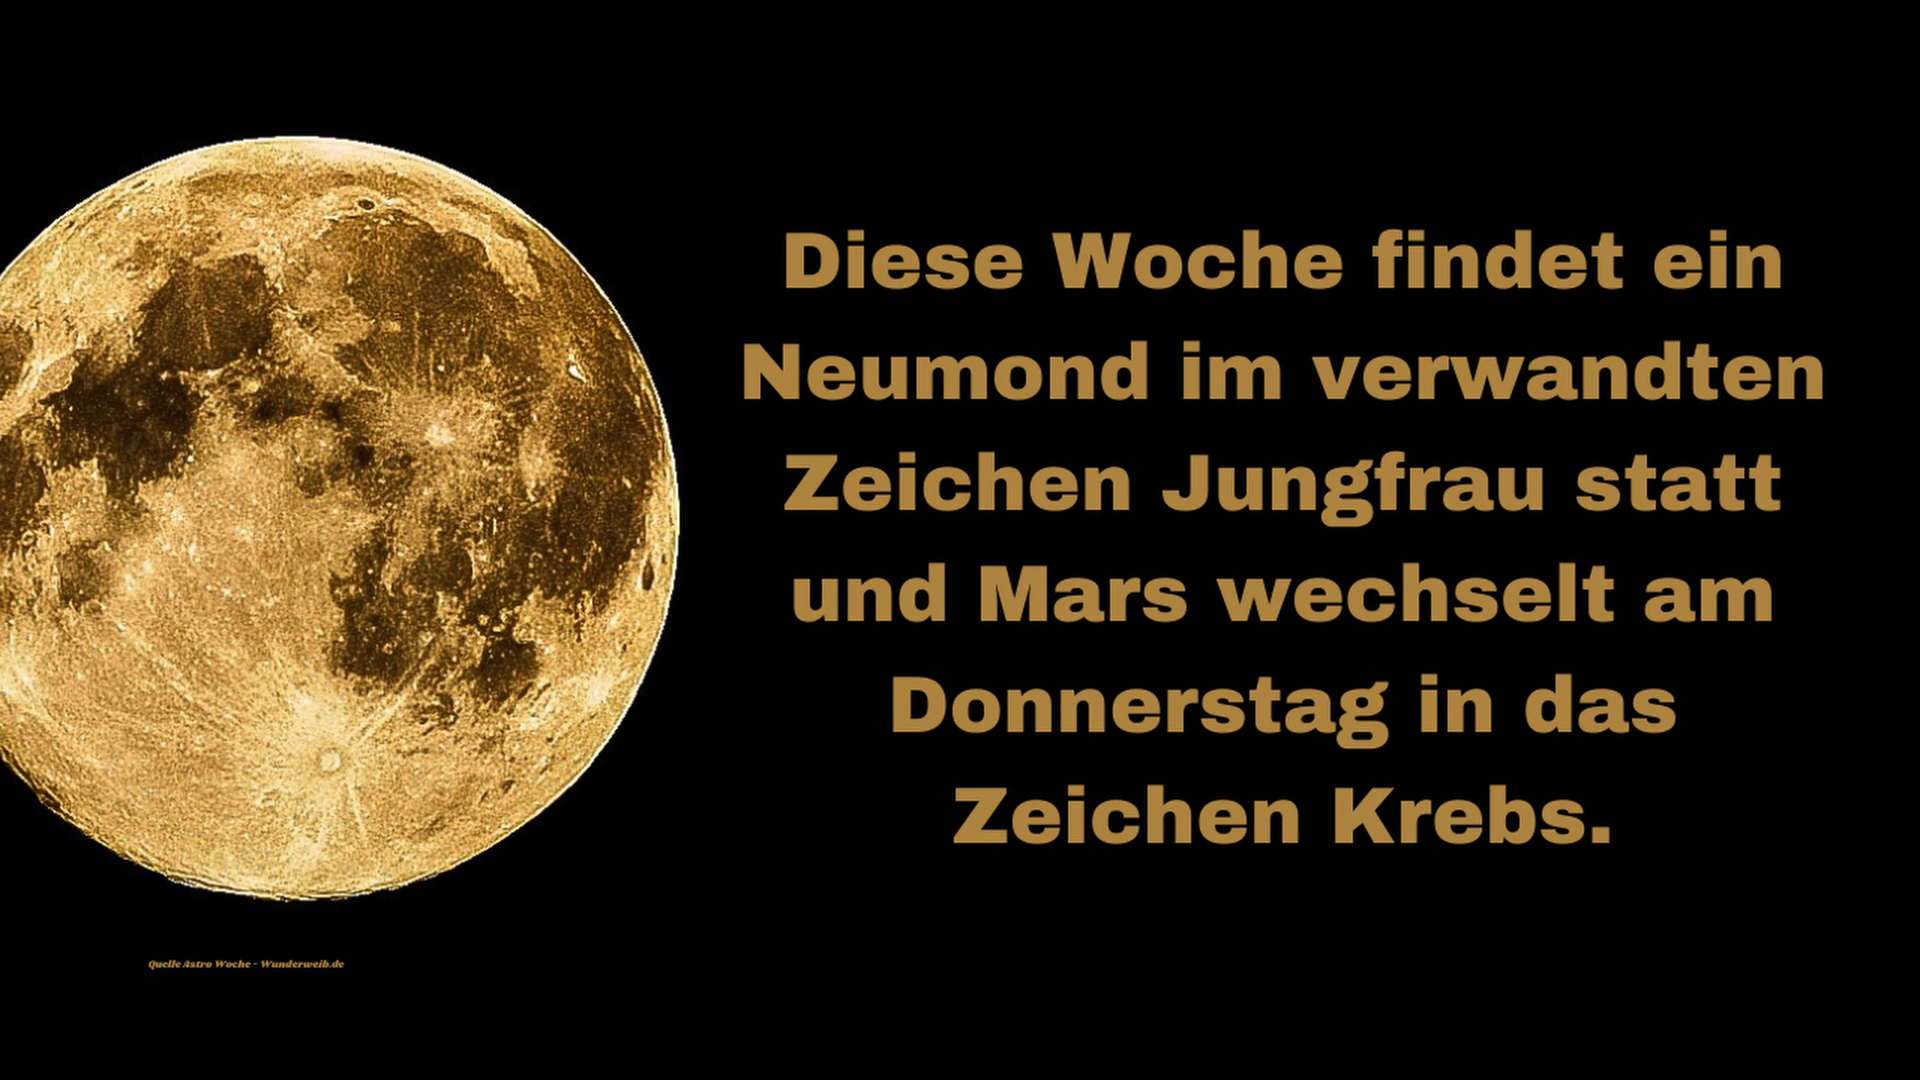 Diese Woche findet ein
Neumond im verwandten
Zeichen Jungfrau statt
und Mars wechselt am
Donnerstag in das
Zeichen Krebs.
Quelle Astro Woche - Wunderweib.de